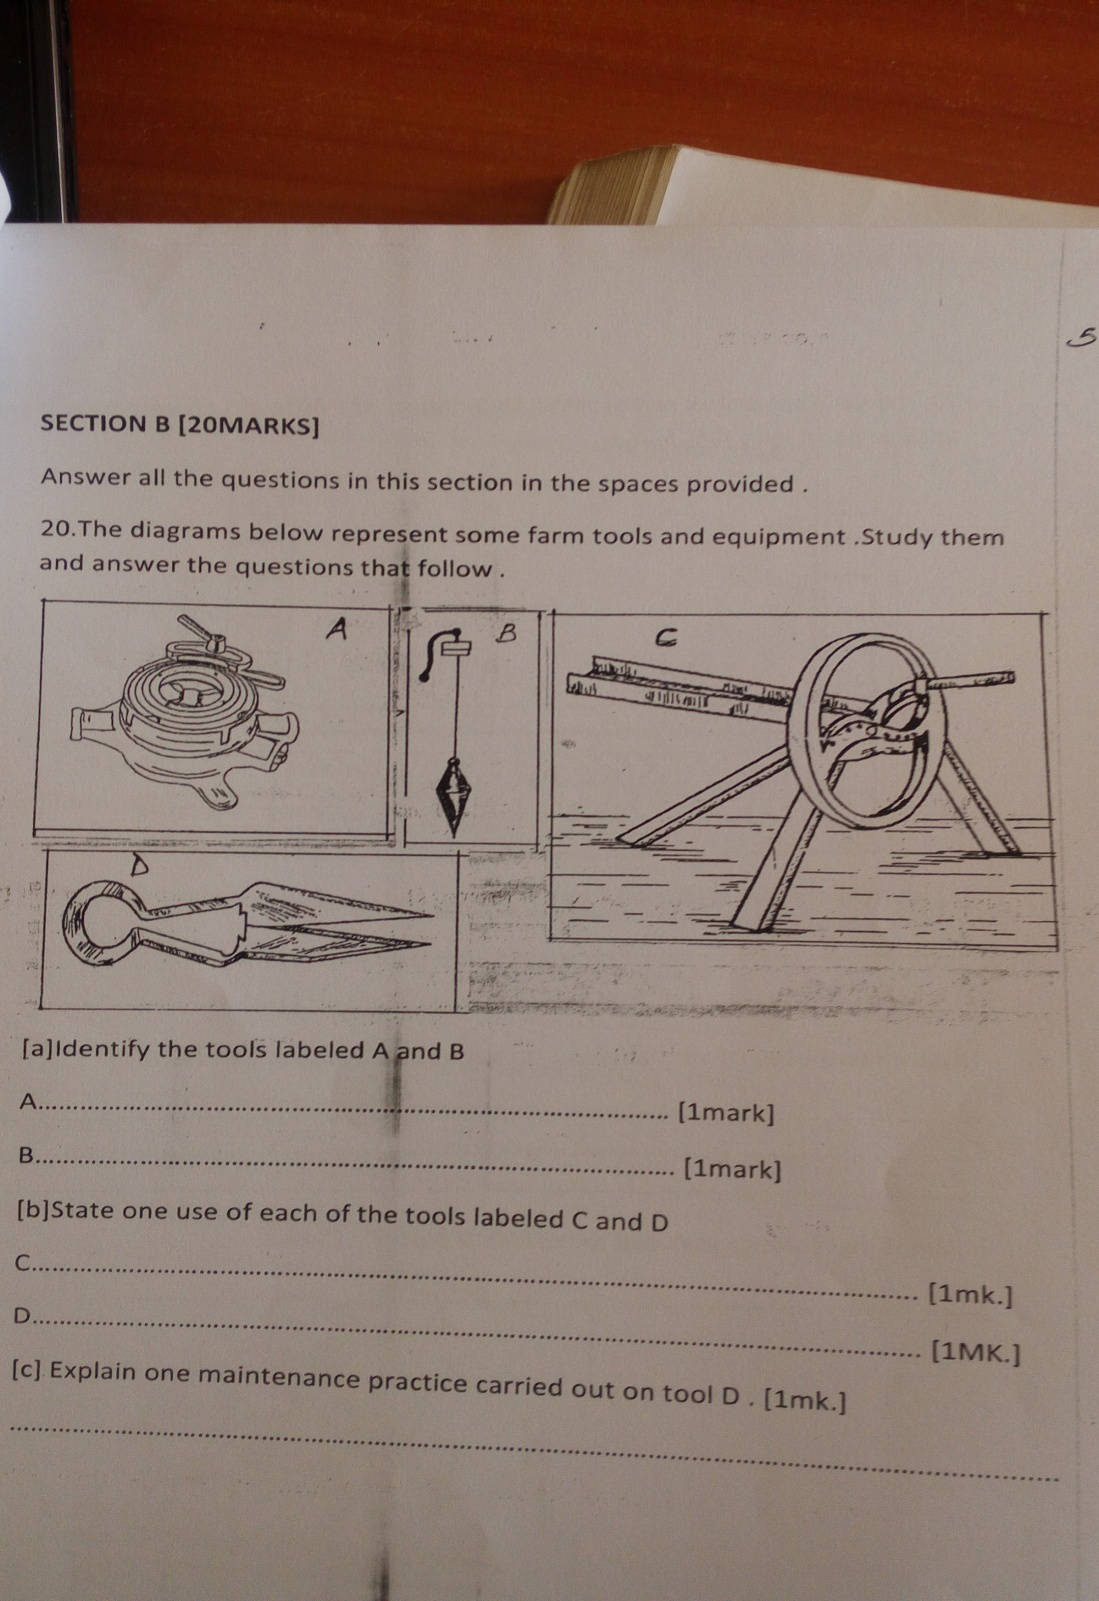 5
SECTION B [20MARKS]
Answer all the questions in this section in the spaces provided .
20.The diagrams below represent some farm tools and equipment .Study them
and answer the questions that follow .
A
B
C
D
[a]Identify the tools labeled A and B
A.......................................................................................... [1mark]
B.......................................................................................... [1mark]
[b]State one use of each of the tools labeled C and D
C.......................................................................................................................... [1mk.]
D.......................................................................................................................... [1MK.]
[c] Explain one maintenance practice carried out on tool D . [1mk.]
..........................................................................................................................................